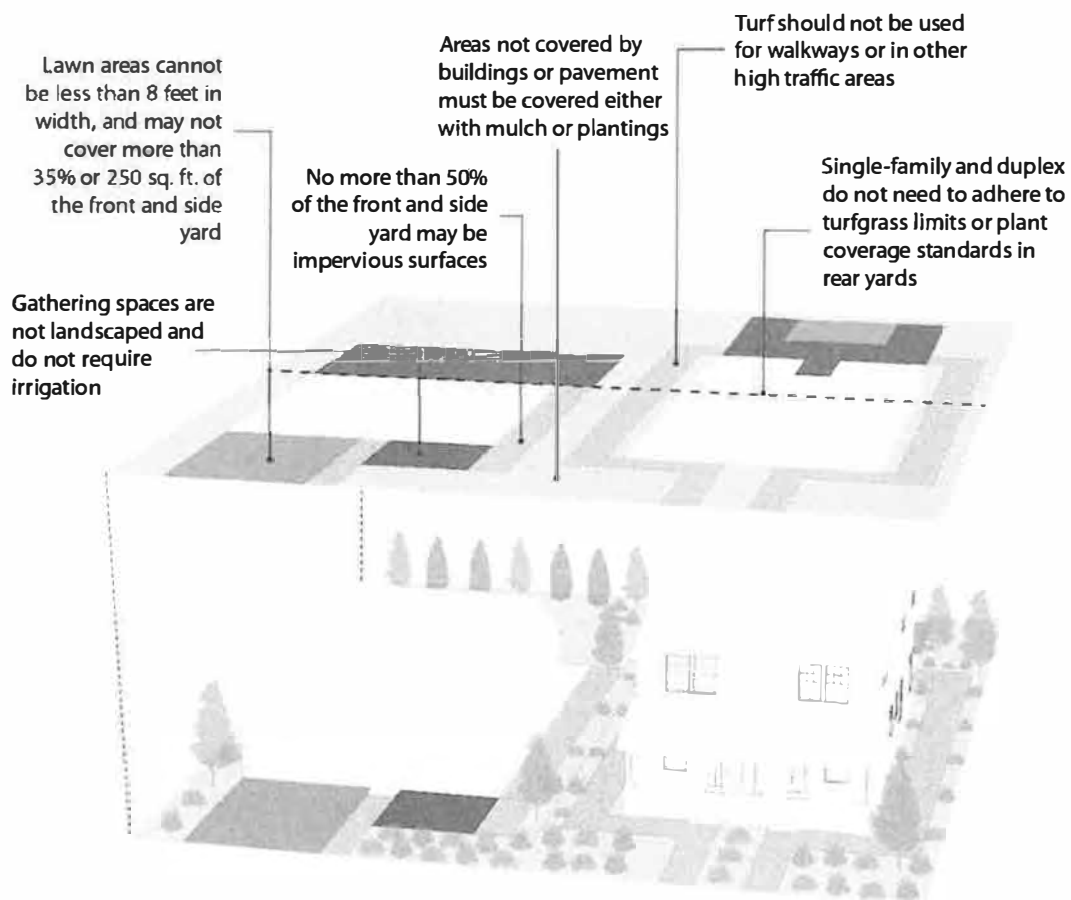 Lawn areas cannot
be less than 8 feet in
width, and may not
cover more than
35% or 250 sq. ft. of
the front and side
yard
Areas not covered by
buildings or pavement
must be covered either
with mulch or plantings
Turf should not be used
for walkways or in other
high traffic areas
No more than 50%
of the front and side
yard may be
impervious surfaces
Single-family and duplex
do not need to adhere to
turfgrass limits or plant
coverage standards in
rear yards
Gathering spaces are
not landscaped and
do not require
irrigation